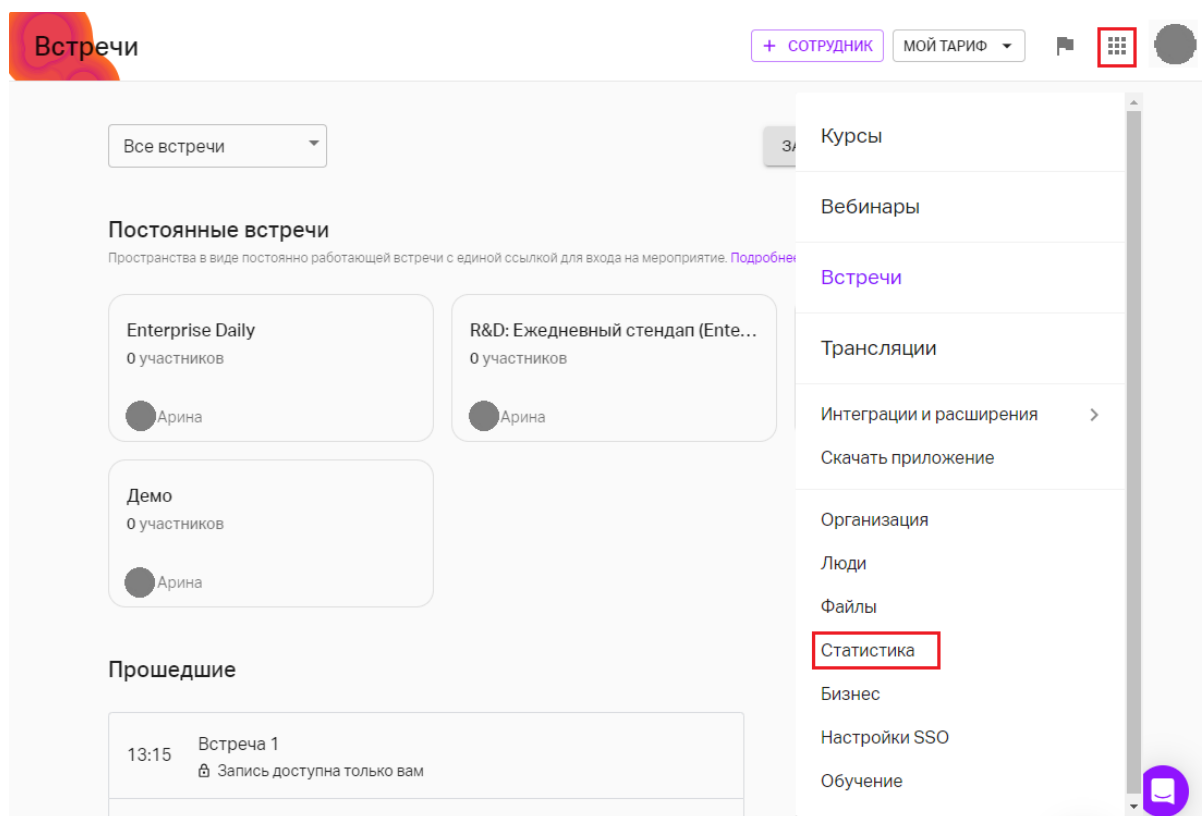 Встречи
+ СОТРУДНИК
МОЙ ТАРИФ
Все встречи
Постоянные встречи
Пространства в виде постоянно работающей встречи с единой ссылкой для входа на мероприятие. Подробнее
Enterprise Daily
0 участников
Арина
R&D: Ежедневный стендап (Ente...
0 участников
Арина
Демо
0 участников
Арина
Прошедшие
13:15
Встреча 1
Запись доступна только вам
Курсы
Вебинары
Встречи
Трансляции
Интеграции и расширения
Скачать приложение
Организация
Люди
Файлы
Статистика
Бизнес
Настройки SSO
Обучение